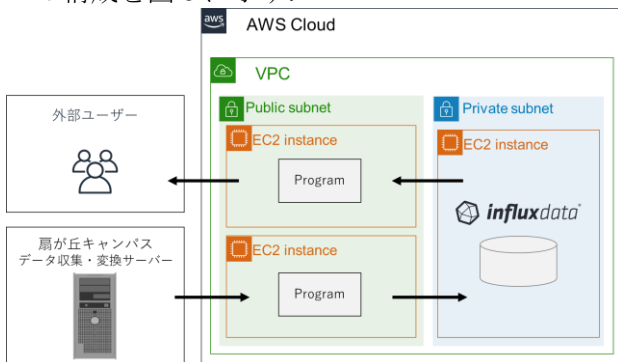 aws
AWS Cloud
VPC
外部ユーザー
Public subnet
EC2 instance
Program
Private subnet
EC2 instance
influxdata
扇が丘キャンパス
データ収集・変換サーバー
EC2 instance
Program